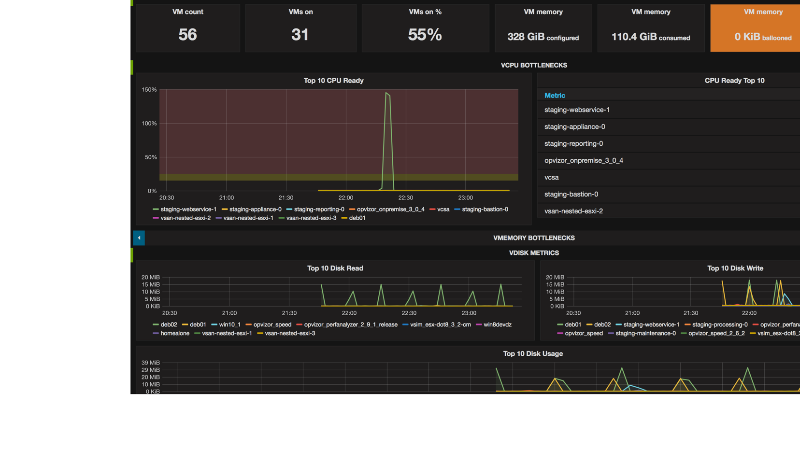 VM count VMs on VMs on % VM memory VM memory VM memory
56 31 55% 328 GiB configured 110.4 GiB consumed 0 KiB ballooned
VCPU BOTTLENECKS
Top 10 CPU Ready
150%
100%
50%
0%
20:30 21:00 21:30 22:00 22:30 23:00
staging-webservice-1 staging-appliance-0 staging-reporting-0 opvizor_onpremise_3_0_4 vcsa staging-bastion-0
vsan-nested-esxi-2 vsan-nested-esxi-1 vsan-nested-esxi-3 deb01
CPU Ready Top 10
Metric
staging-webservice-1
staging-appliance-0
staging-reporting-0
opvizor_onpremise_3_0_4
vcsa
staging-bastion-0
vsan-nested-esxi-2
VMEMORY BOTTLENECKS
VDISK METRICS
Top 10 Disk Read
20 MiB
15 MiB
10 MiB
5 MiB
0 KiB
20:30 21:00 21:30 22:00 22:30 23:00
deb02 deb01 win10_1 opvizor_speed opvizor_perfanalyzer_2_9_1_release vsim_esx-dot8_3_2-cm win8devdz
homeslone vsan-nested-esxi-1 vsan-nested-esxi-3
Top 10 Disk Write
20 MiB
15 MiB
10 MiB
5 MiB
0 KiB
20:30 21:00 21:30 22:00
deb01 deb02 staging-webservice-1 staging-processing-0
opvizor_speed staging-maintenance-0
Top 10 Disk Usage
39 MiB
29 MiB
20 MiB
10 MiB
0 KiB